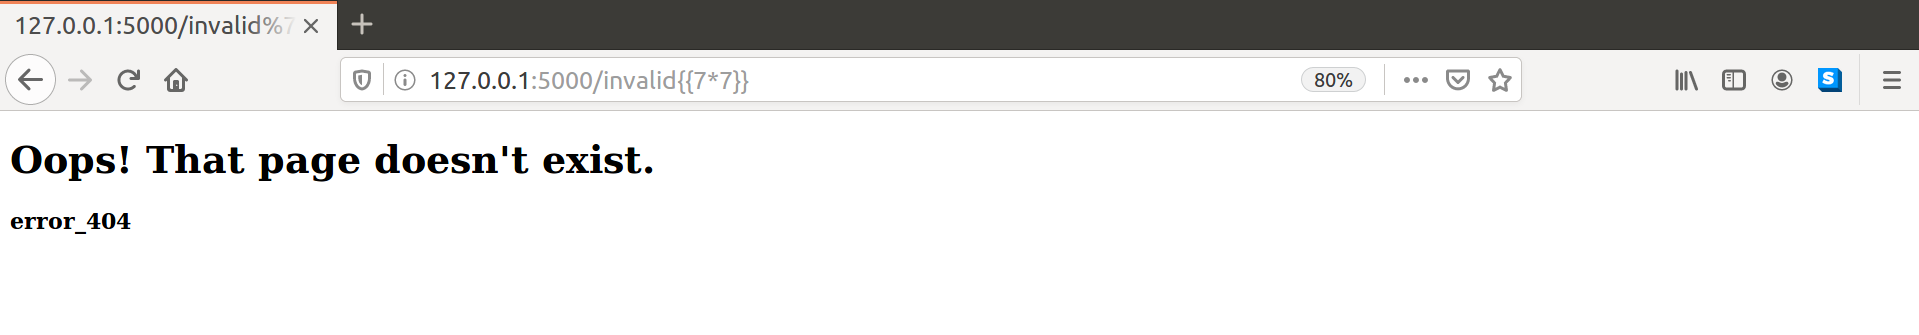 127.0.0.1:5000/invalid%7
127.0.0.1:5000/invalid{{7*7}}
80%
S
Oops! That page doesn't exist.
error_404